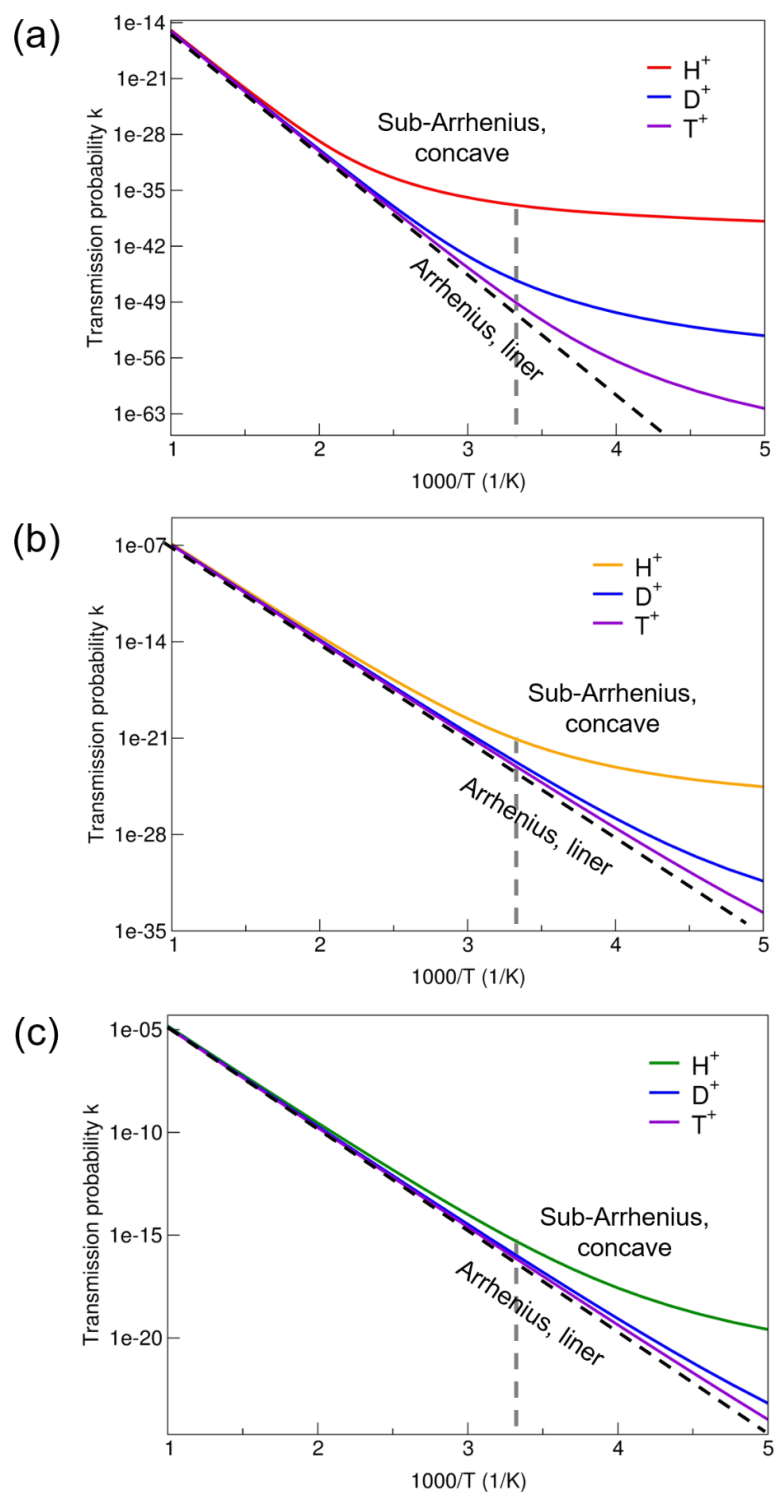 (a)
1e-14
1e-21
1e-28
1e-35
1e-42
1e-49
1e-56
1e-63
Transmission probability k
H+
D+
T+
Sub-Arrhenius,
concave
Arrhenius, liner
1
2
3
4
5
1000/T (1/K)
(b)
1e-07
1e-14
1e-21
1e-28
1e-35
Transmission probability k
H+
D+
T+
Sub-Arrhenius,
concave
Arrhenius, liner
1
2
3
4
5
1000/T (1/K)
(c)
1e-05
1e-10
1e-15
1e-20
Transmission probability k
H+
D+
T+
Sub-Arrhenius,
concave
Arrhenius, liner
1
2
3
4
5
1000/T (1/K)